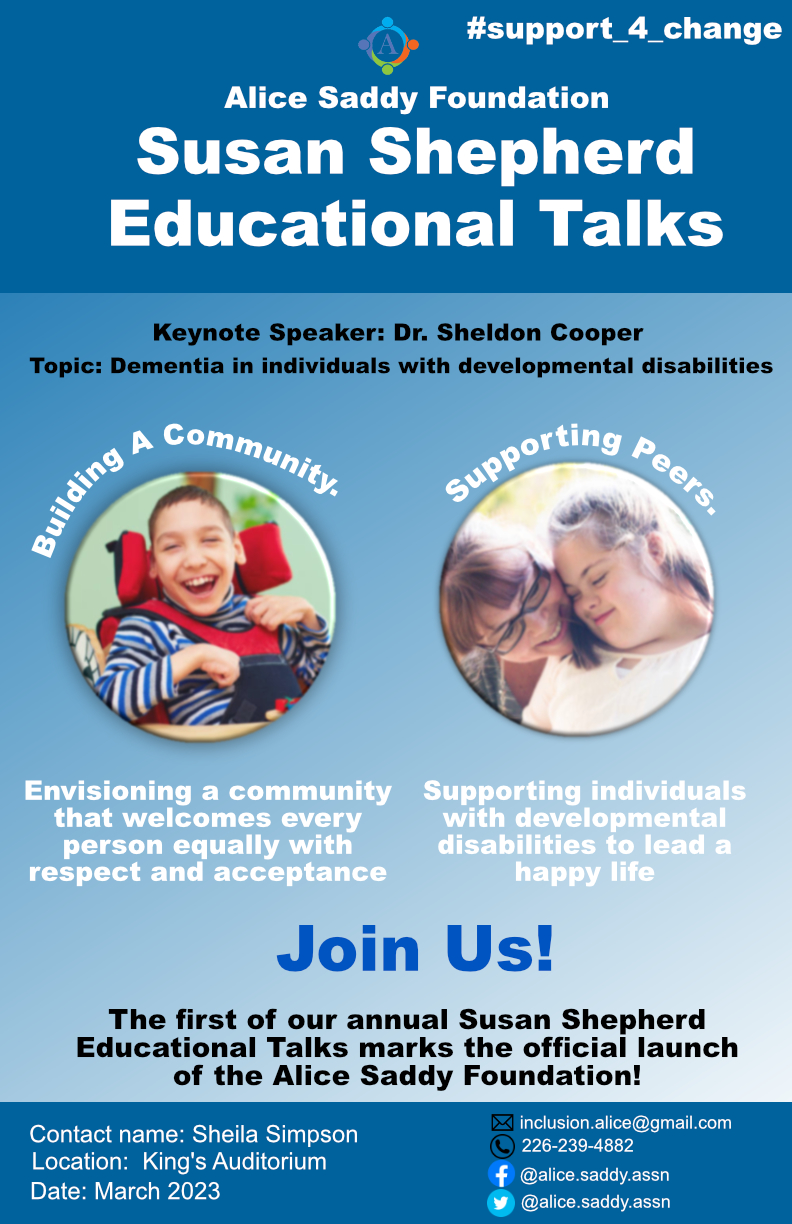 #support_4_change
A
Alice Saddy Foundation
Susan Shepherd
Educational Talks
Keynote Speaker: Dr. Sheldon Cooper
Topic: Dementia in individuals with developmental disabilities
Building A Community.
Supporting Peers.
Envisioning a community
that welcomes every
person equally with
respect and acceptance
Supporting individuals
with developmental
disabilities to lead a
happy life
Join Us!
The first of our annual Susan Shepherd
Educational Talks marks the official launch
of the Alice Saddy Foundation!
Contact name: Sheila Simpson
Location: King's Auditorium
Date: March 2023
inclusion.alice@gmail.com
226-239-4882
@alice.saddy.assn
@alice.saddy.assn